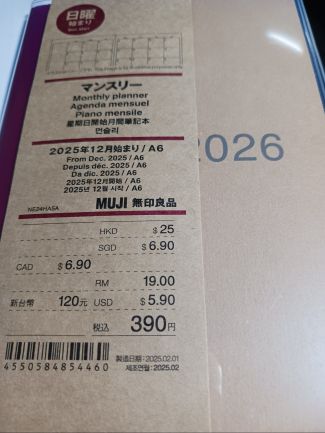 日曜
始まり
Sun start
マンスリー
Monthly planner
Agenda mensuel
Piano mensile
星期日開始月間筆記本
먼슬리
2025年12月始まり / A6
From Dec. 2025 / A6
Depuis déc. 2025 / A6
Da dic. 2025 / A6
2025年12月開始 / A6
2025년 12월 시작 / A6
NE24HA5A
MUJI 無印良品
HKD $25
SGD $6.90
CAD $6.90
RM 19.00
新台幣 120元 USD $5.90
税込 390円
4550584854460
製造日期:2025.02.01
제조연월:2025.02
2026